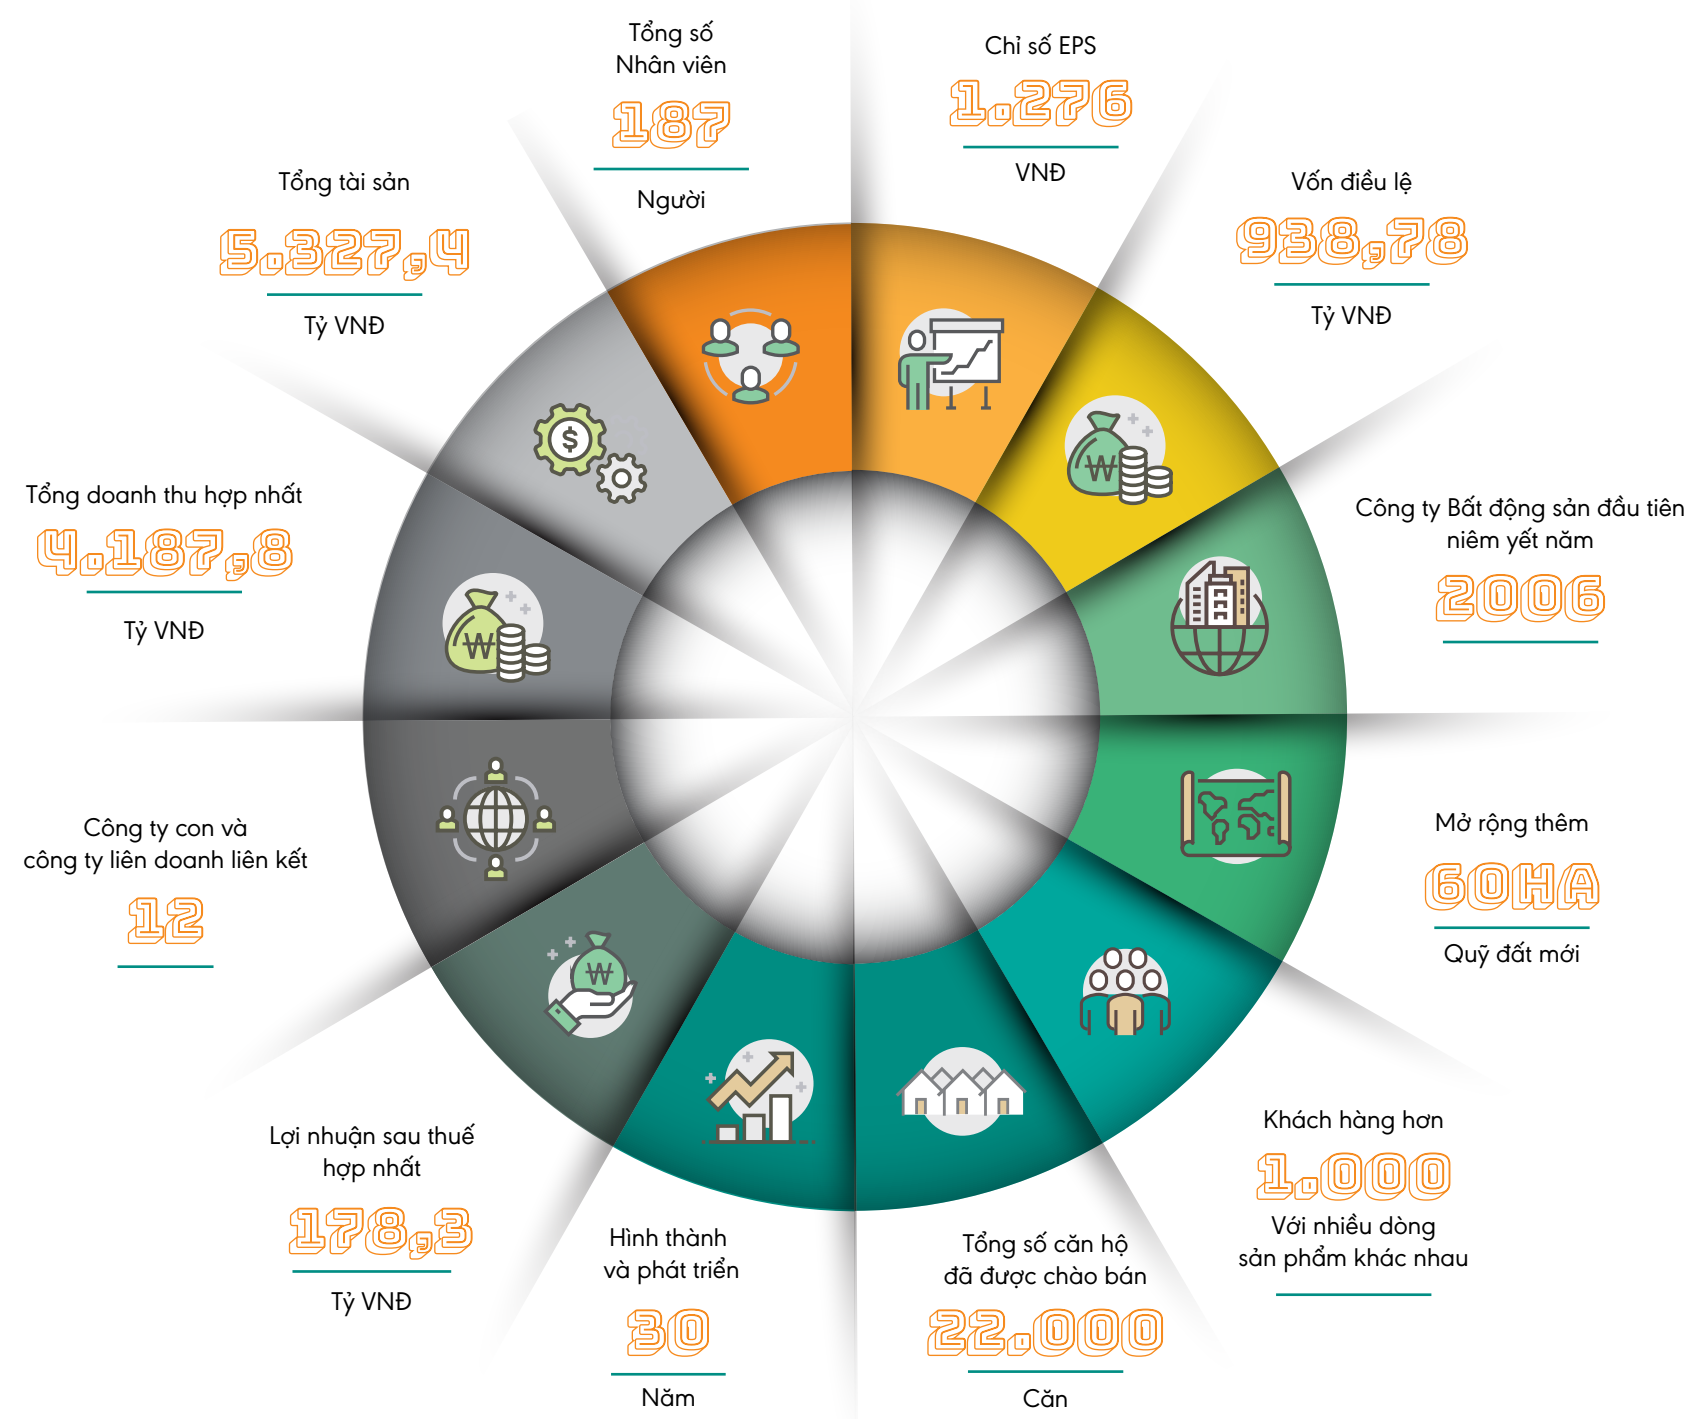 Tổng số
Nhân viên
187
Người
Chỉ số EPS
1.276
VNĐ
Vốn điều lệ
938,78
Tỷ VNĐ
Công ty Bất động sản đầu tiên
niêm yết năm
2006
Mở rộng thêm
60HA
Quỹ đất mới
Khách hàng hơn
1.000
Với nhiều dòng
sản phẩm khác nhau
Tổng số căn hộ
đã được chào bán
22.000
Căn
Hình thành
và phát triển
30
Năm
Lợi nhuận sau thuế
hợp nhất
178,3
Tỷ VNĐ
Công ty con và
công ty liên doanh liên kết
12
Tổng doanh thu hợp nhất
4.187,8
Tỷ VNĐ
Tổng tài sản
5.327,4
Tỷ VNĐ